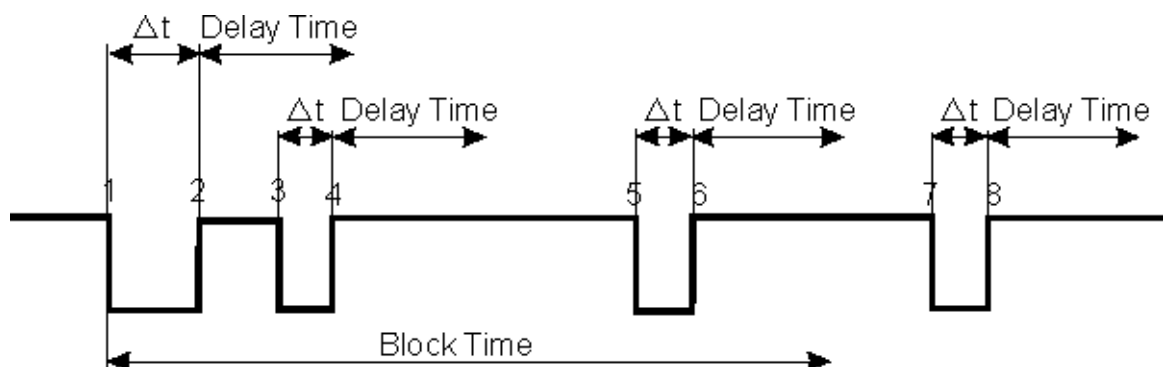 Δt Delay Time
Δt Delay Time Δt Delay Time Δt Delay Time
1 2 3 4 5 6 7 8
Block Time